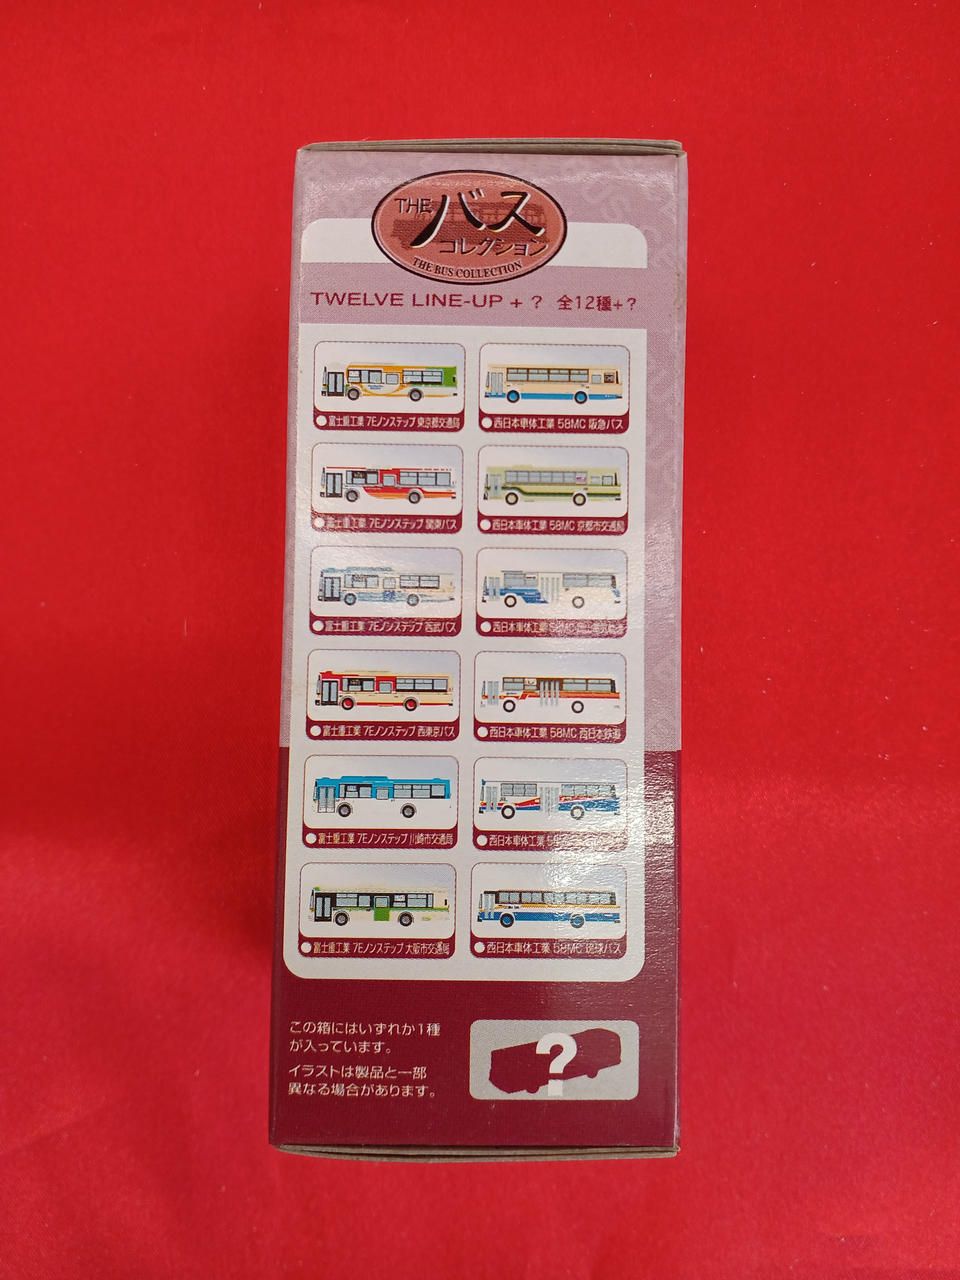 THE バス
コレクション
THE BUS COLLECTION
TWELVE LINE-UP + ? 全12種+?
富士重工業 7Eノンステップ 東京都交通局
西日本車体工業 58MC 阪急バス
富士重工業 7Eノンステップ 関東バス
西日本車体工業 58MC 京都市交通局
富士重工業 7Eノンステップ 西武バス
西日本車体工業 58MC
富士重工業 7Eノンステップ 西東京バス
西日本車体工業 58MC 西日本鉄道
富士重工業 7Eノンステップ 川崎市交通局
西日本車体工業
富士重工業 7Eノンステップ 大阪市交通局
西日本車体工業 58MC 琉球バス
この箱にはいずれか1種
が入っています。
イラストは製品と一部
異なる場合があります。
?